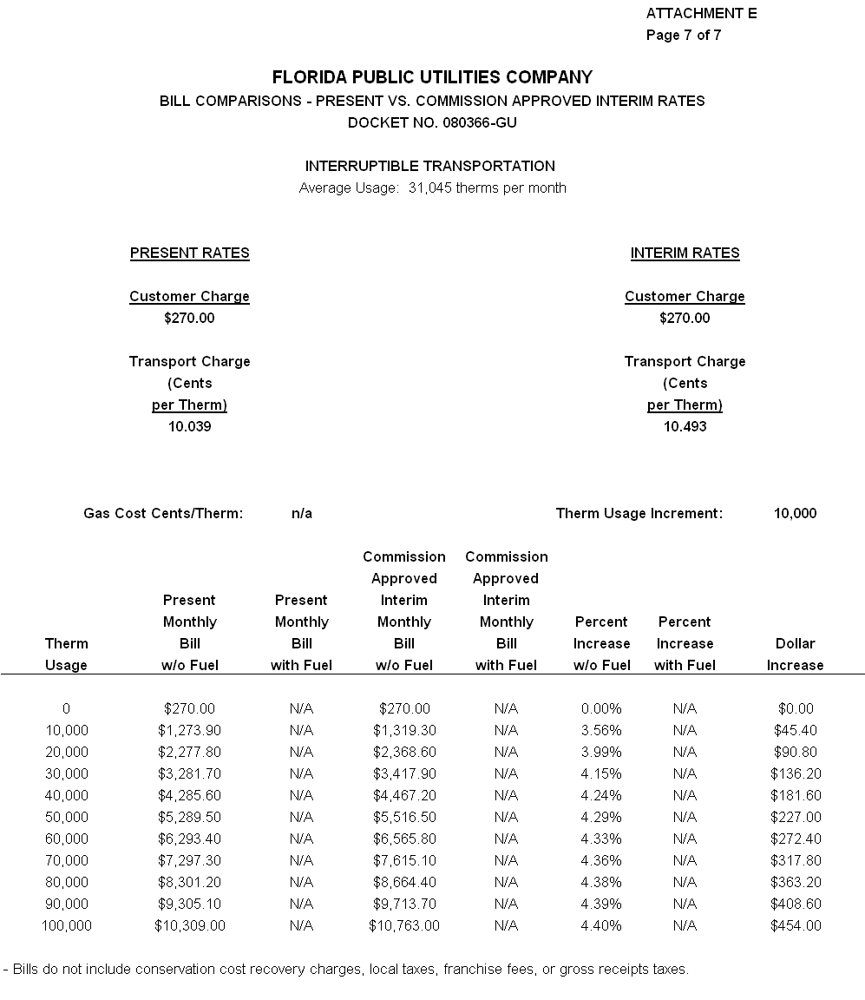 ATTACHMENT E
Page 7 of 7
FLORIDA PUBLIC UTILITIES COMPANY
BILL COMPARISONS - PRESENT VS. COMMISSION APPROVED INTERIM RATES
DOCKET NO. 080366-GU
INTERRUPTIBLE TRANSPORTATION
Average Usage: 31,045 therms per month
PRESENT RATES INTERIM RATES
Customer Charge Customer Charge
$270.00 $270.00
Transport Charge Transport Charge
(Cents (Cents
per Therm) per Therm)
10.039 10.493
Gas Cost Cents/Therm: n/a Therm Usage Increment: 10,000
Commission Commission
Approved Approved
Present Present Interim Interim
Monthly Monthly Monthly Monthly Percent Percent
Therm Bill Bill Bill Bill Increase Increase Dollar
Usage w/o Fuel with Fuel w/o Fuel with Fuel w/o Fuel with Fuel Increase
0 $270.00 N/A $270.00 N/A 0.00% N/A $0.00
10,000 $1,273.90 N/A $1,319.30 N/A 3.56% N/A $45.40
20,000 $2,277.80 N/A $2,368.60 N/A 3.99% N/A $90.80
30,000 $3,281.70 N/A $3,417.90 N/A 4.15% N/A $136.20
40,000 $4,285.60 N/A $4,467.20 N/A 4.24% N/A $181.60
50,000 $5,289.50 N/A $5,516.50 N/A 4.29% N/A $227.00
60,000 $6,293.40 N/A $6,565.80 N/A 4.33% N/A $272.40
70,000 $7,297.30 N/A $7,615.10 N/A 4.36% N/A $317.80
80,000 $8,301.20 N/A $8,664.40 N/A 4.38% N/A $363.20
90,000 $9,305.10 N/A $9,713.70 N/A 4.39% N/A $408.60
100,000 $10,309.00 N/A $10,763.00 N/A 4.40% N/A $454.00
- Bills do not include conservation cost recovery charges, local taxes, franchise fees, or gross receipts taxes.